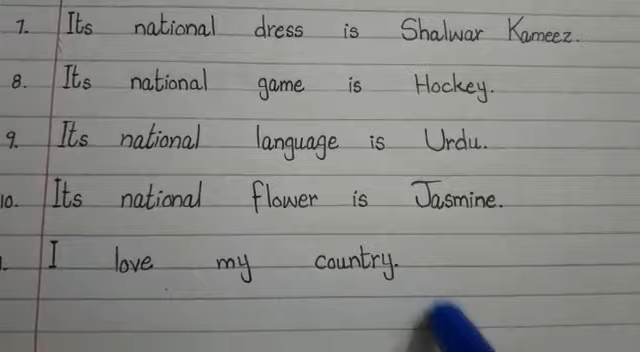 7. Its national dress is Shalwar Kameez.
8. Its national game is Hockey.
9. Its national language is Urdu.
10. Its national flower is Jasmine.
I love my country.